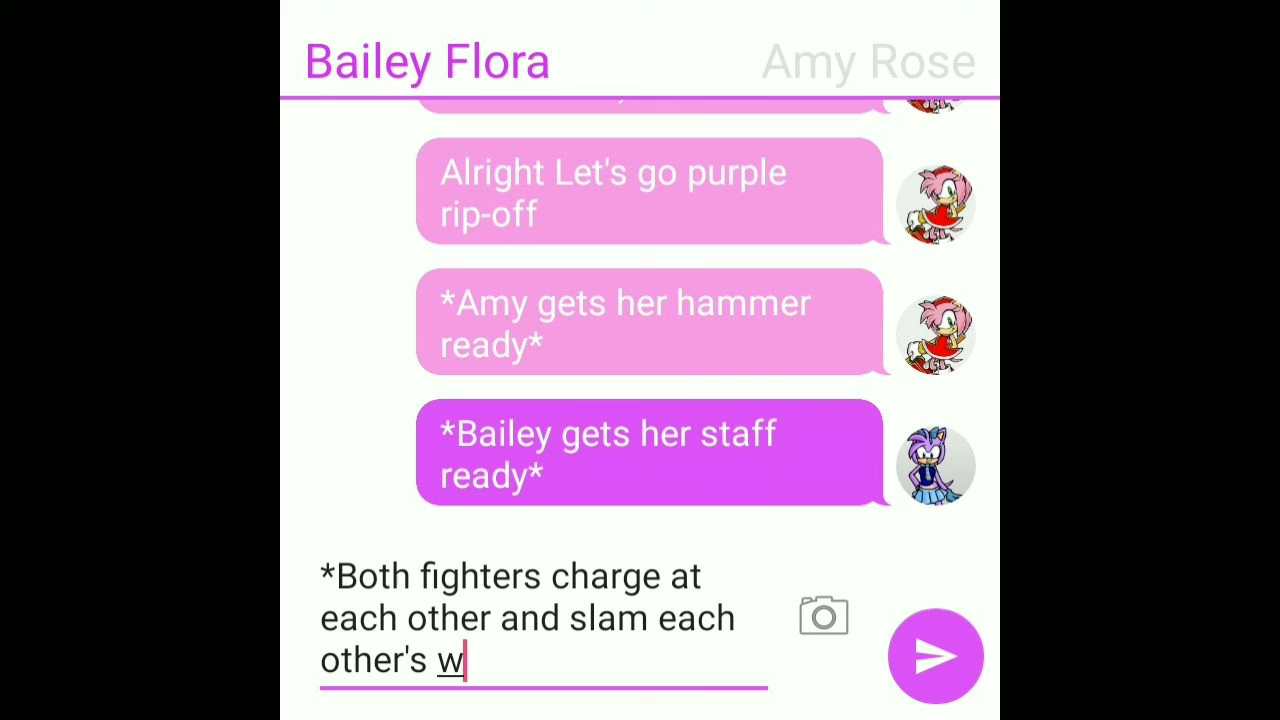 Bailey Flora
Amy Rose
Alright Let's go purple
rip-off
*Amy gets her hammer
ready*
*Bailey gets her staff
ready*
*Both fighters charge at
each other and slam each
other's w